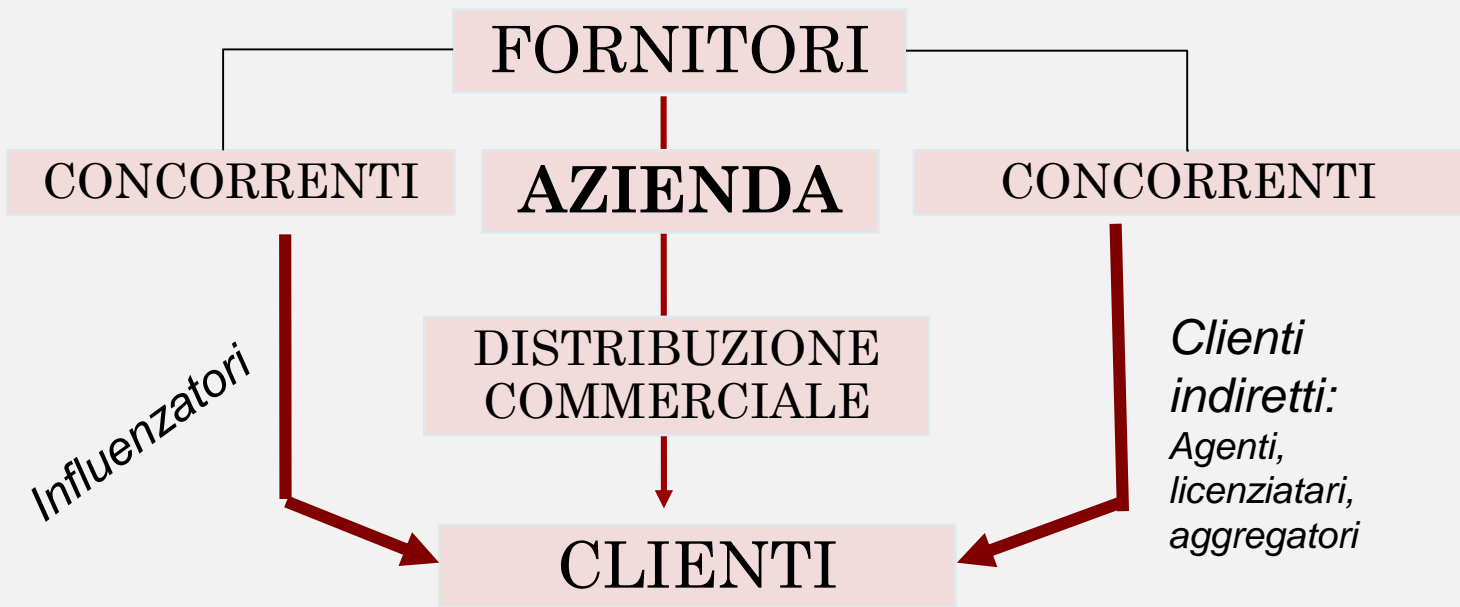 FORNITORI
CONCORRENTI
AZIENDA
CONCORRENTI
Influenzatori
DISTRIBUZIONE
COMMERCIALE
Clienti
indiretti:
Agenti,
licenziatari,
aggregatori
CLIENTI